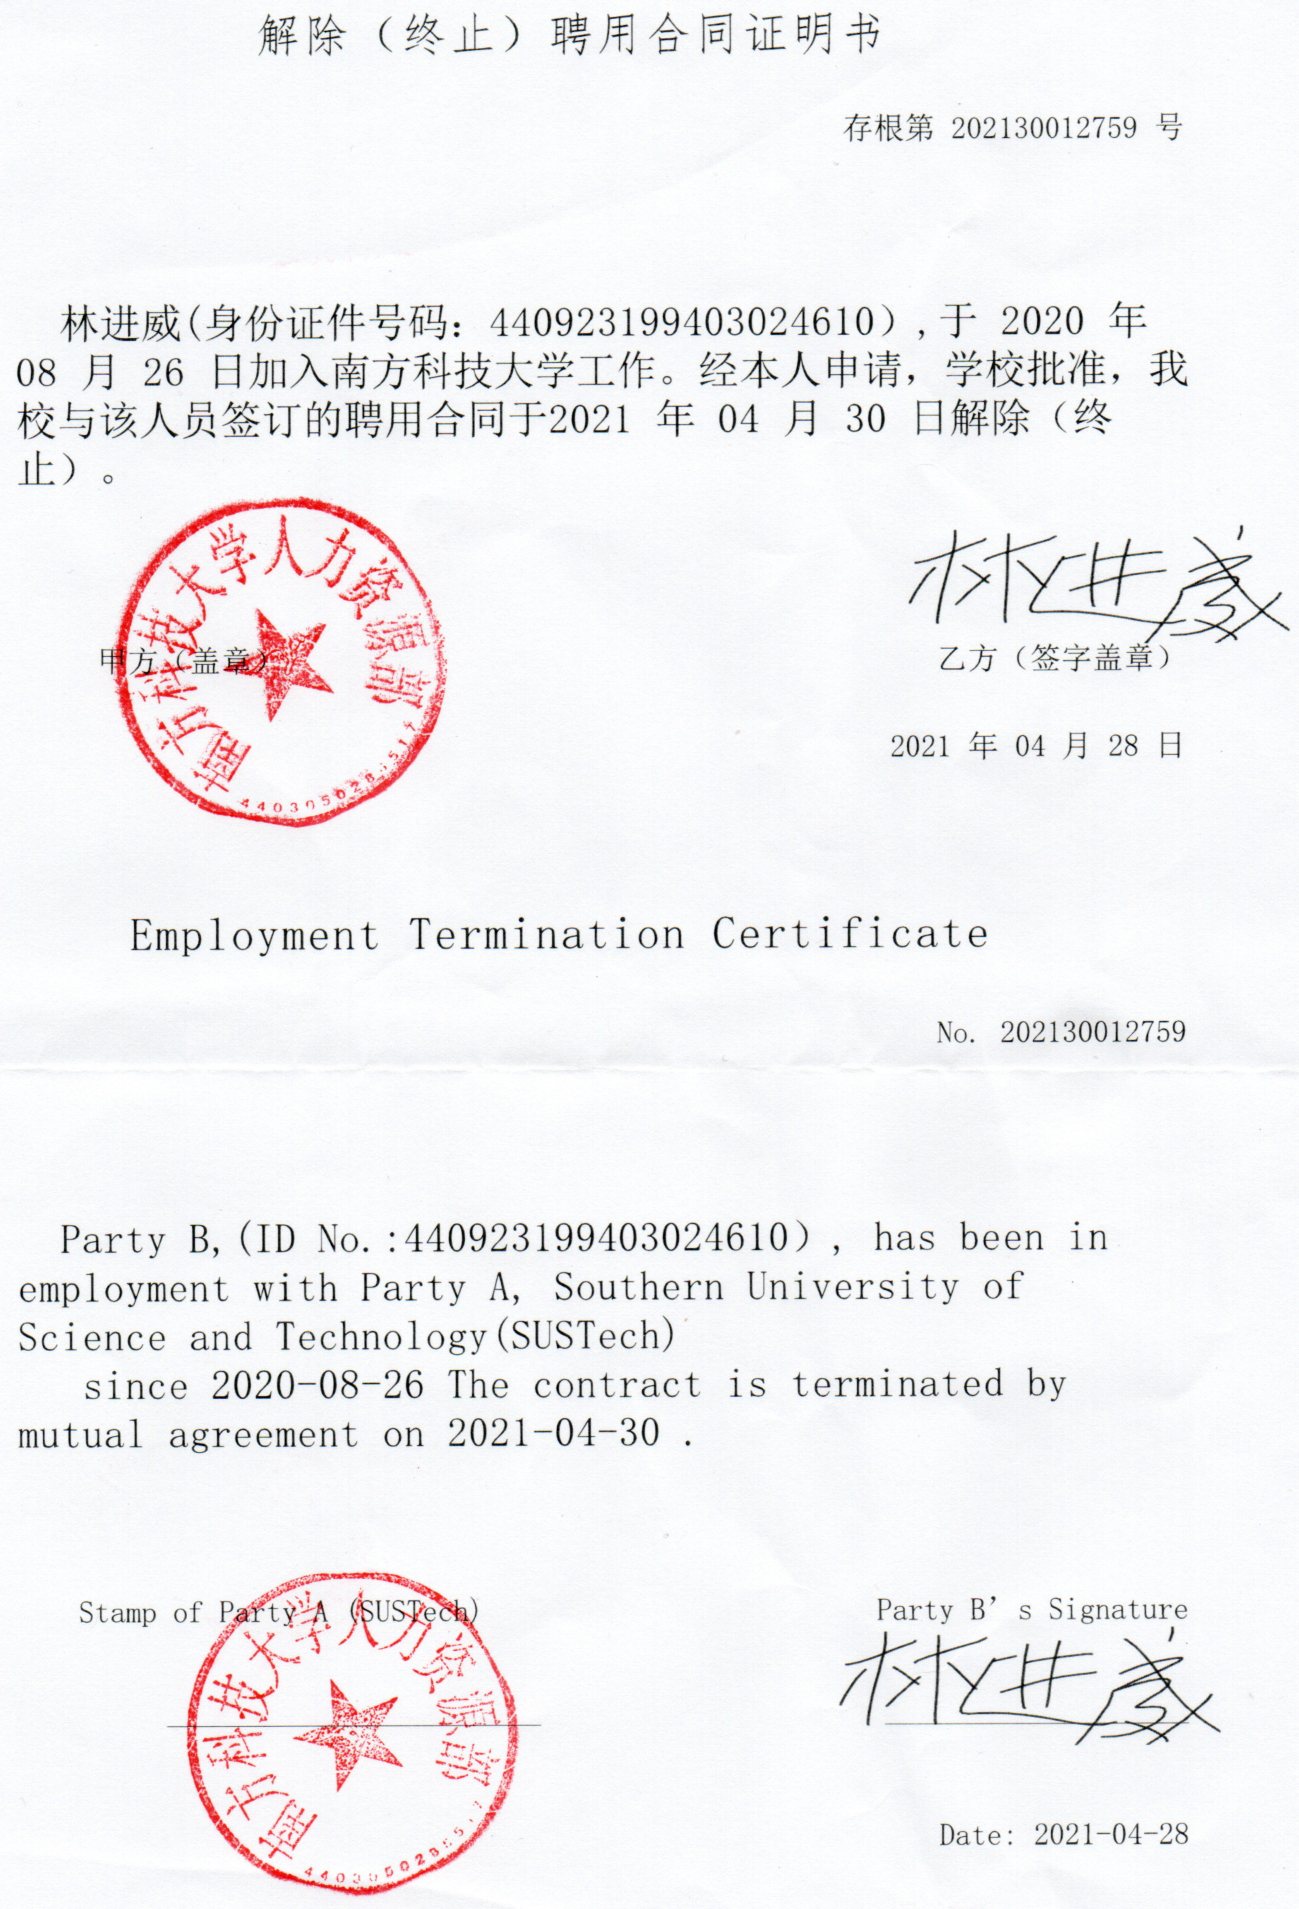 解除（终止）聘用合同证明书
存根第 202130012759 号
林进威(身份证件号码：440923199403024610）,于 2020 年
08 月 26 日加入南方科技大学工作。经本人申请，学校批准，我
校与该人员签订的聘用合同于2021 年 04 月 30 日解除（终
止）。
南方科技大学人力资源部
甲方（盖章）
林进威
乙方（签字盖章）
2021 年 04 月 28 日
Employment Termination Certificate
No. 202130012759
Party B,(ID No.:440923199403024610）, has been in
employment with Party A, Southern University of
Science and Technology(SUSTech)
since 2020-08-26 The contract is terminated by
mutual agreement on 2021-04-30 .
Stamp of Party A (SUSTech)
南方科技大学人力资源部
Party B’s Signature
林进威
Date: 2021-04-28